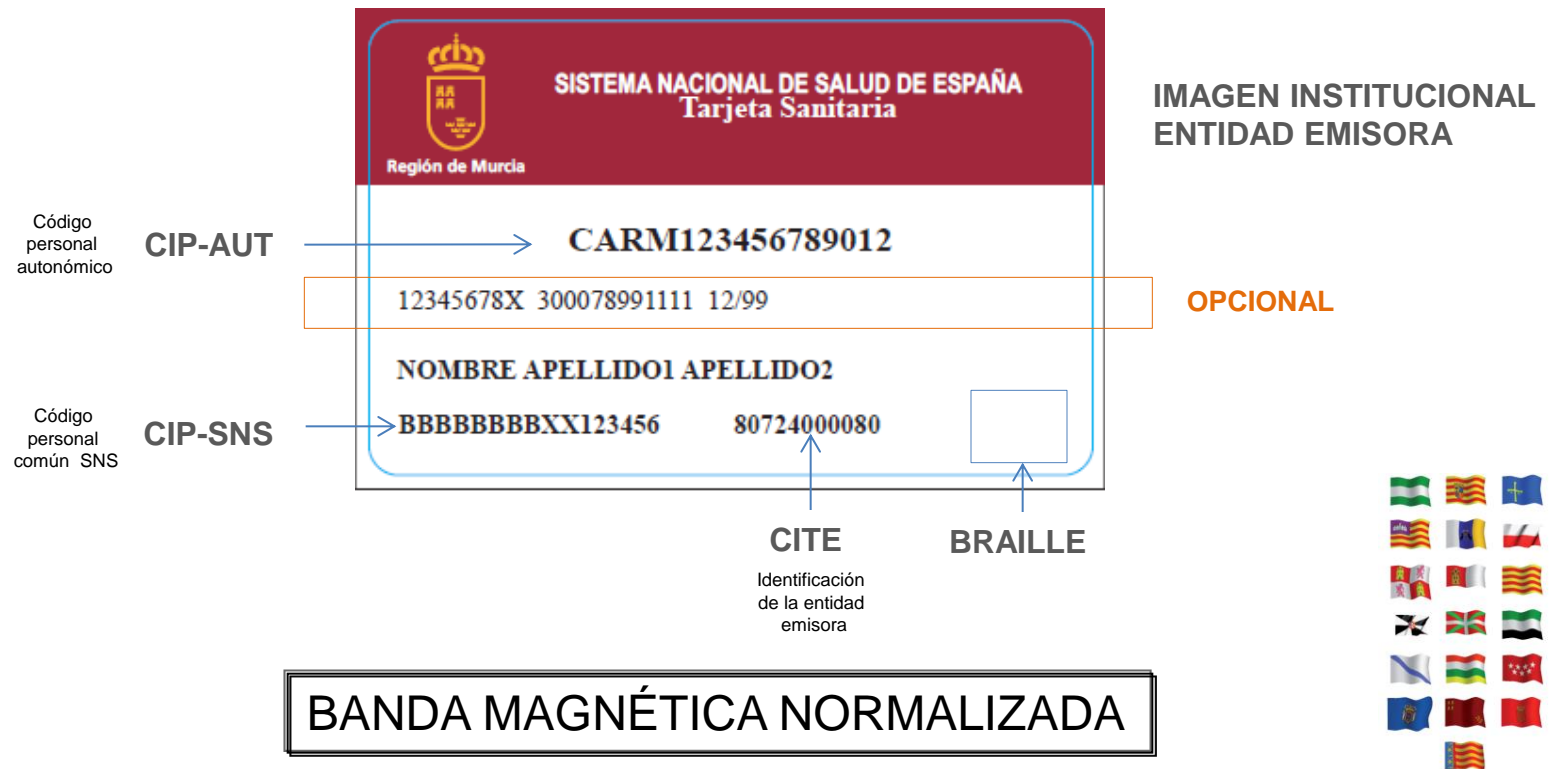 SISTEMA NACIONAL DE SALUD DE ESPAÑA
Tarjeta Sanitaria
Región de Murcia
IMAGEN INSTITUCIONAL
ENTIDAD EMISORA
Código
personal
autonómico
CIP-AUT
CARM123456789012
12345678X 300078991111 12/99
OPCIONAL
NOMBRE APELLIDO1 APELLIDO2
Código
personal
común SNS
CIP-SNS
BBBBBBBBXX123456 80724000080
CITE
Identificación
de la entidad
emisora
BRAILLE
BANDA MAGNÉTICA NORMALIZADA